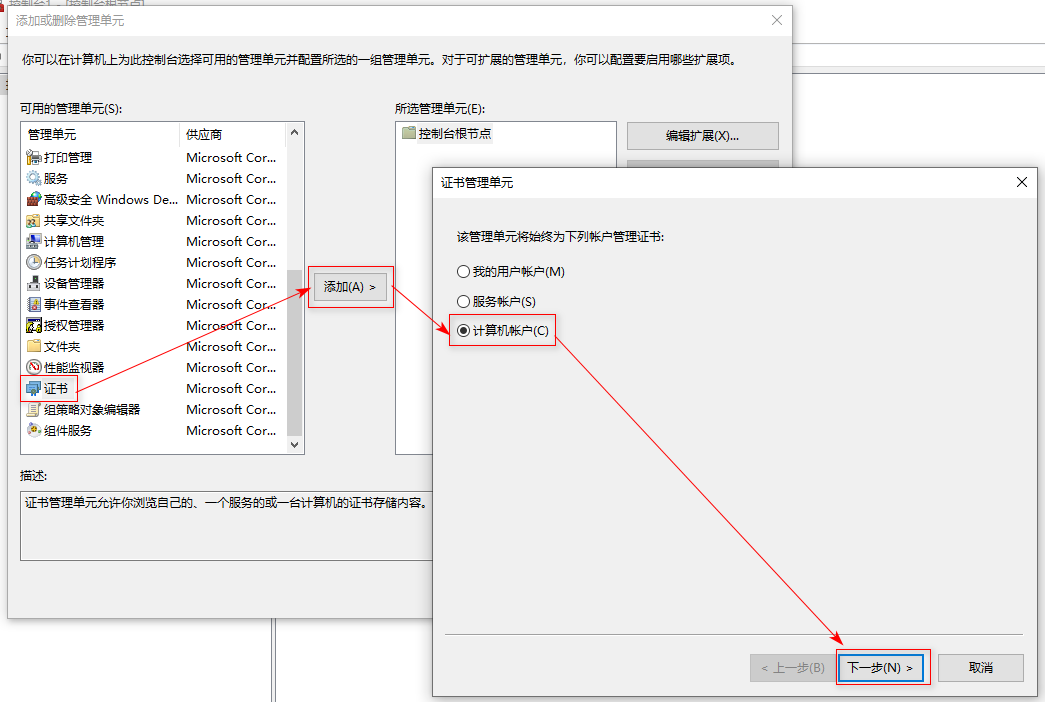 控制台1 - [控制台根节点]
添加或删除管理单元
你可以在计算机上为此控制台选择可用的管理单元并配置所选的一组管理单元。对于可扩展的管理单元，你可以配置要启用哪些扩展项。
可用的管理单元(S):
所选管理单元(E):
管理单元 供应商
控制台根节点
编辑扩展(X)...
打印管理 Microsoft Cor...
服务 Microsoft Cor...
高级安全 Windows De... Microsoft Cor...
共享文件夹 Microsoft Cor...
计算机管理 Microsoft Cor...
任务计划程序 Microsoft Cor...
设备管理器 Microsoft Cor...
事件查看器 Microsoft Cor...
授权管理器 Microsoft Cor...
文件夹 Microsoft Cor...
性能监视器 Microsoft Cor...
证书 Microsoft Cor...
组策略对象编辑器 Microsoft Cor...
组件服务 Microsoft Cor...
添加(A) >
描述:
证书管理单元允许你浏览自己的、一个服务的或一台计算机的证书存储内容。
证书管理单元
该管理单元将始终为下列帐户管理证书:
我的用户帐户(M)
服务帐户(S)
计算机帐户(C)
< 上一步(B)
下一步(N) >
取消